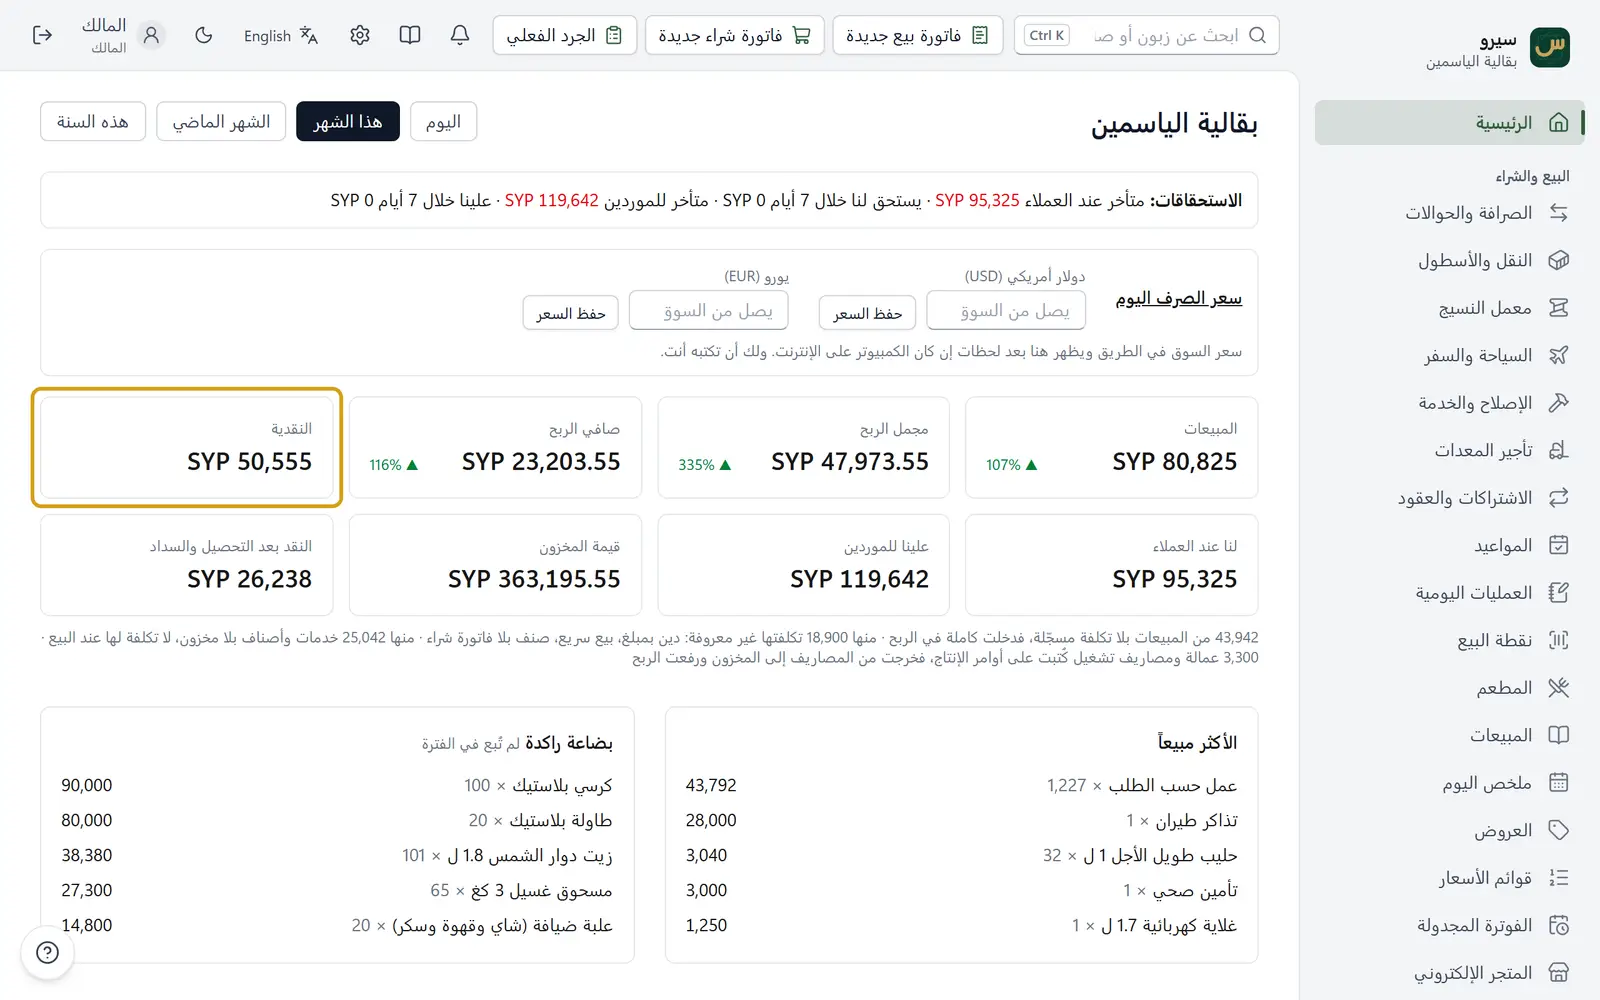 سيرو
بقالية الياسمين
ابحث عن زبون أو صـ
Ctrl K
فاتورة بيع جديدة
فاتورة شراء جديدة
الجرد الفعلي
English
المالك
المالك
الرئيسية
البيع والشراء
الصرافة والحوالات
النقل والأسطول
معمل النسيج
السياحة والسفر
الإصلاح والخدمة
تأجير المعدات
الاشتراكات والعقود
المواعيد
العمليات اليومية
نقطة البيع
المطعم
المبيعات
ملخص اليوم
العروض
قوائم الأسعار
الفوترة المجدولة
المتجر الإلكتروني
بقالية الياسمين
اليوم
هذا الشهر
الشهر الماضي
هذه السنة
الاستحقاقات: متأخر عند العملاء SYP 95,325 · يستحق لنا خلال 7 أيام SYP 0 · متأخر للموردين SYP 119,642 · علينا خلال 7 أيام SYP 0
سعر الصرف اليوم
دولار أمريكي (USD)
يصل من السوق
حفظ السعر
يورو (EUR)
يصل من السوق
حفظ السعر
سعر السوق في الطريق ويظهر هنا بعد لحظات إن كان الكمبيوتر على الإنترنت. ولك أن تكتبه أنت.
المبيعات
SYP 80,825
107% ▲
مجمل الربح
SYP 47,973.55
335% ▲
صافي الربح
SYP 23,203.55
116% ▲
النقدية
SYP 50,555
لنا عند العملاء
SYP 95,325
علينا للموردين
SYP 119,642
قيمة المخزون
SYP 363,195.55
النقد بعد التحصيل والسداد
SYP 26,238
43,942 من المبيعات بلا تكلفة مسجّلة، فدخلت كاملة في الربح · منها 18,900 تكلفتها غير معروفة: دين بمبلغ، بيع سريع، صنف بلا فاتورة شراء · منها 25,042 خدمات وأصناف بلا مخزون، لا تكلفة لها عند البيع ·
3,300 عمالة ومصاريف تشغيل كُتبت على أوامر الإنتاج، فخرجت من المصاريف إلى المخزون ورفعت الربح
الأكثر مبيعاً
عمل حسب الطلب × 1,227
43,792
تذاكر طيران × 1
28,000
حليب طويل الأجل 1 ل × 32
3,040
تأمين صحي × 1
3,000
غلاية كهربائية 1.7 ل × 1
1,250
بضاعة راكدة لم تُبع في الفترة
كرسي بلاستيك × 100
90,000
طاولة بلاستيك × 20
80,000
زيت دوار الشمس 1.8 ل × 101
38,380
مسحوق غسيل 3 كغ × 65
27,300
علبة ضيافة (شاي وقهوة وسكر) × 20
14,800